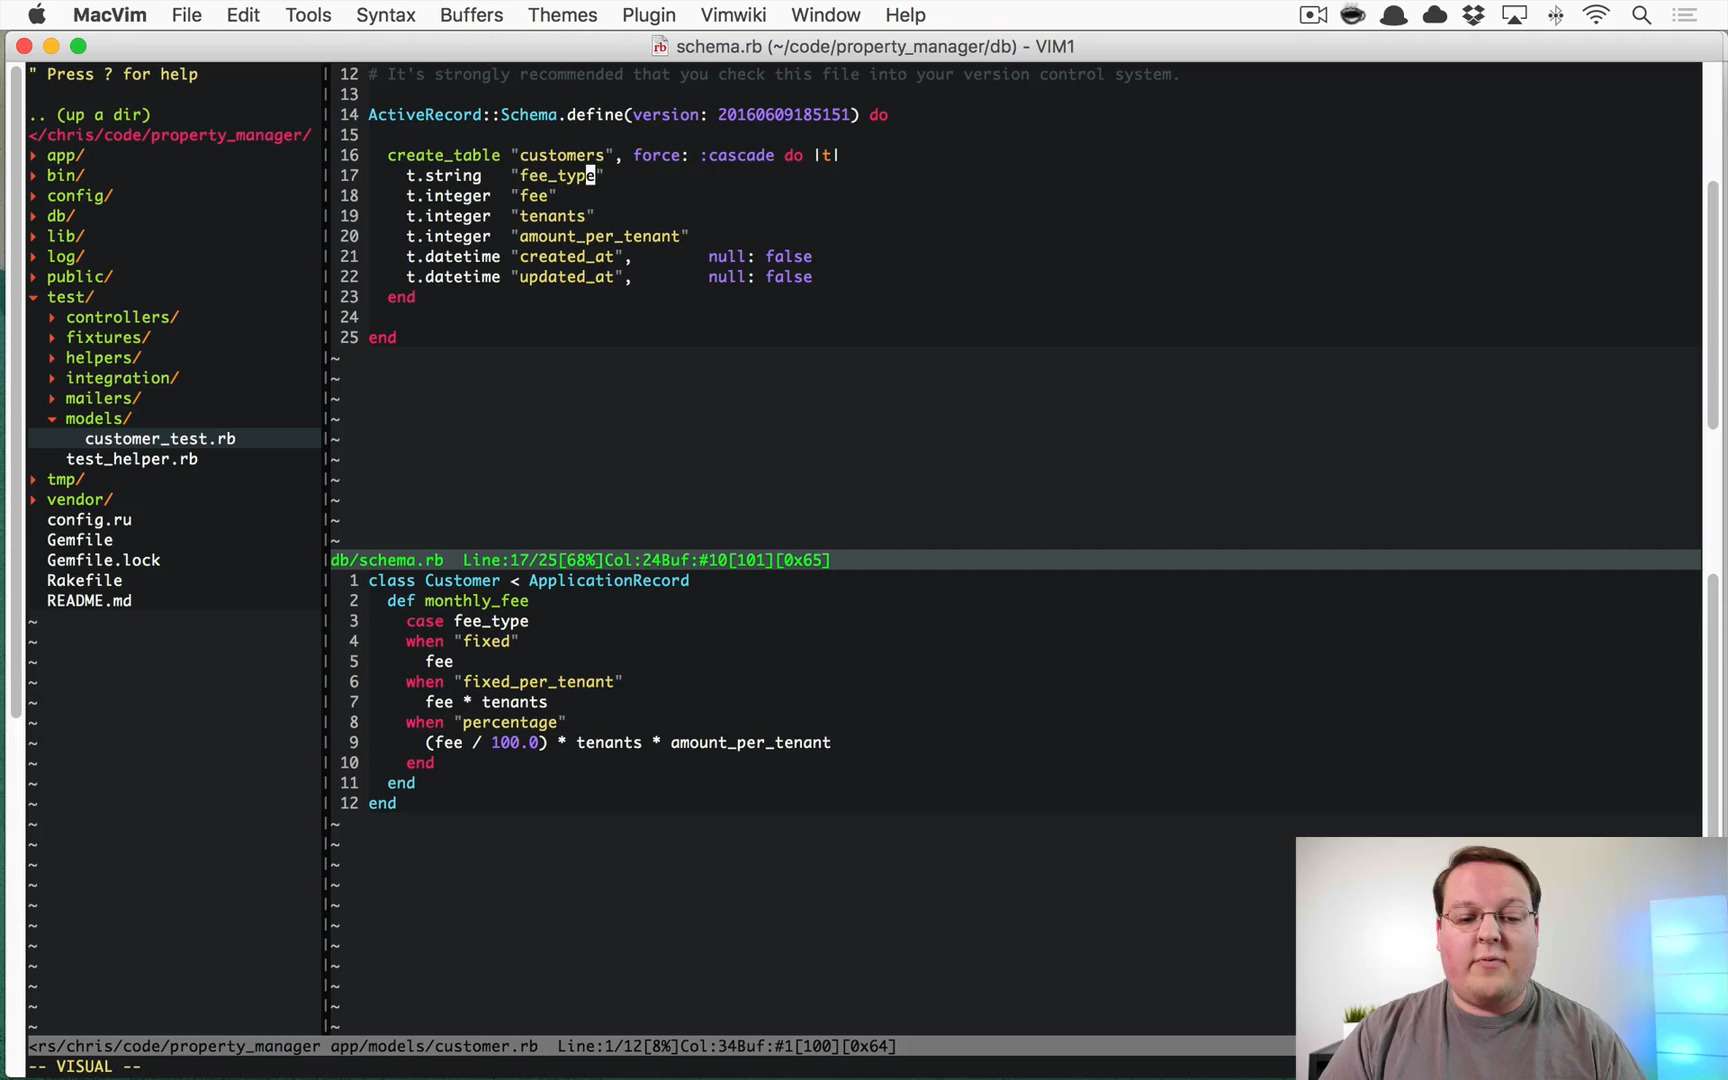 MacVim File Edit Tools Syntax Buffers Themes Plugin Vimwiki Window Help
schema.rb (~/code/property_manager/db) - VIM1
" Press ? for help
.. (up a dir)
</chris/code/property_manager/
app/
bin/
config/
db/
lib/
log/
public/
test/
controllers/
fixtures/
helpers/
integration/
mailers/
models/
customer_test.rb
test_helper.rb
tmp/
vendor/
config.ru
Gemfile
Gemfile.lock
Rakefile
README.md
12 # It's strongly recommended that you check this file into your version control system.
13
14 ActiveRecord::Schema.define(version: 20160609185151) do
15
16 create_table "customers", force: :cascade do |t|
17 t.string "fee_type"
18 t.integer "fee"
19 t.integer "tenants"
20 t.integer "amount_per_tenant"
21 t.datetime "created_at", null: false
22 t.datetime "updated_at", null: false
23 end
24
25 end
db/schema.rb Line:17/25[68%]Col:24Buf:#10[101][0x65]
1 class Customer < ApplicationRecord
2 def monthly_fee
3 case fee_type
4 when "fixed"
5 fee
6 when "fixed_per_tenant"
7 fee * tenants
8 when "percentage"
9 (fee / 100.0) * tenants * amount_per_tenant
10 end
11 end
12 end
<rs/chris/code/property_manager app/models/customer.rb Line:1/12[8%]Col:34Buf:#1[100][0x64]
-- VISUAL --